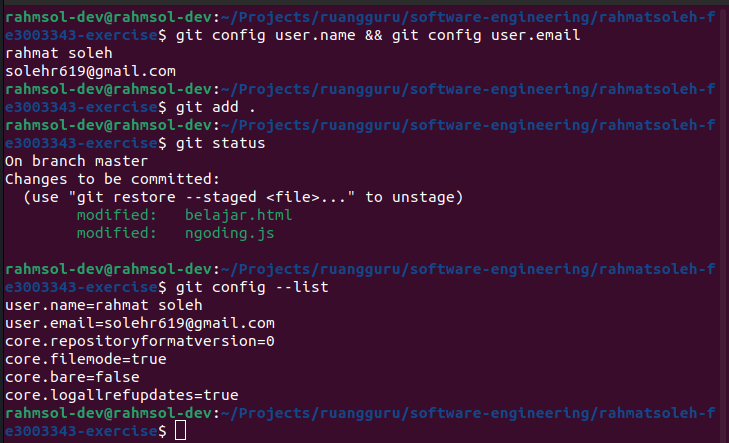 rahmsol-dev@rahmsol-dev:~/Projects/ruangguru/software-engineering/rahmatsoleh-f
e3003343-exercise$ git config user.name && git config user.email
rahmat soleh
solehr619@gmail.com
rahmsol-dev@rahmsol-dev:~/Projects/ruangguru/software-engineering/rahmatsoleh-f
e3003343-exercise$ git add .
rahmsol-dev@rahmsol-dev:~/Projects/ruangguru/software-engineering/rahmatsoleh-f
e3003343-exercise$ git status
On branch master
Changes to be committed:
  (use "git restore --staged <file>..." to unstage)
        modified:   belajar.html
        modified:   ngoding.js

rahmsol-dev@rahmsol-dev:~/Projects/ruangguru/software-engineering/rahmatsoleh-f
e3003343-exercise$ git config --list
user.name=rahmat soleh
user.email=solehr619@gmail.com
core.repositoryformatversion=0
core.filemode=true
core.bare=false
core.logallrefupdates=true
rahmsol-dev@rahmsol-dev:~/Projects/ruangguru/software-engineering/rahmatsoleh-f
e3003343-exercise$